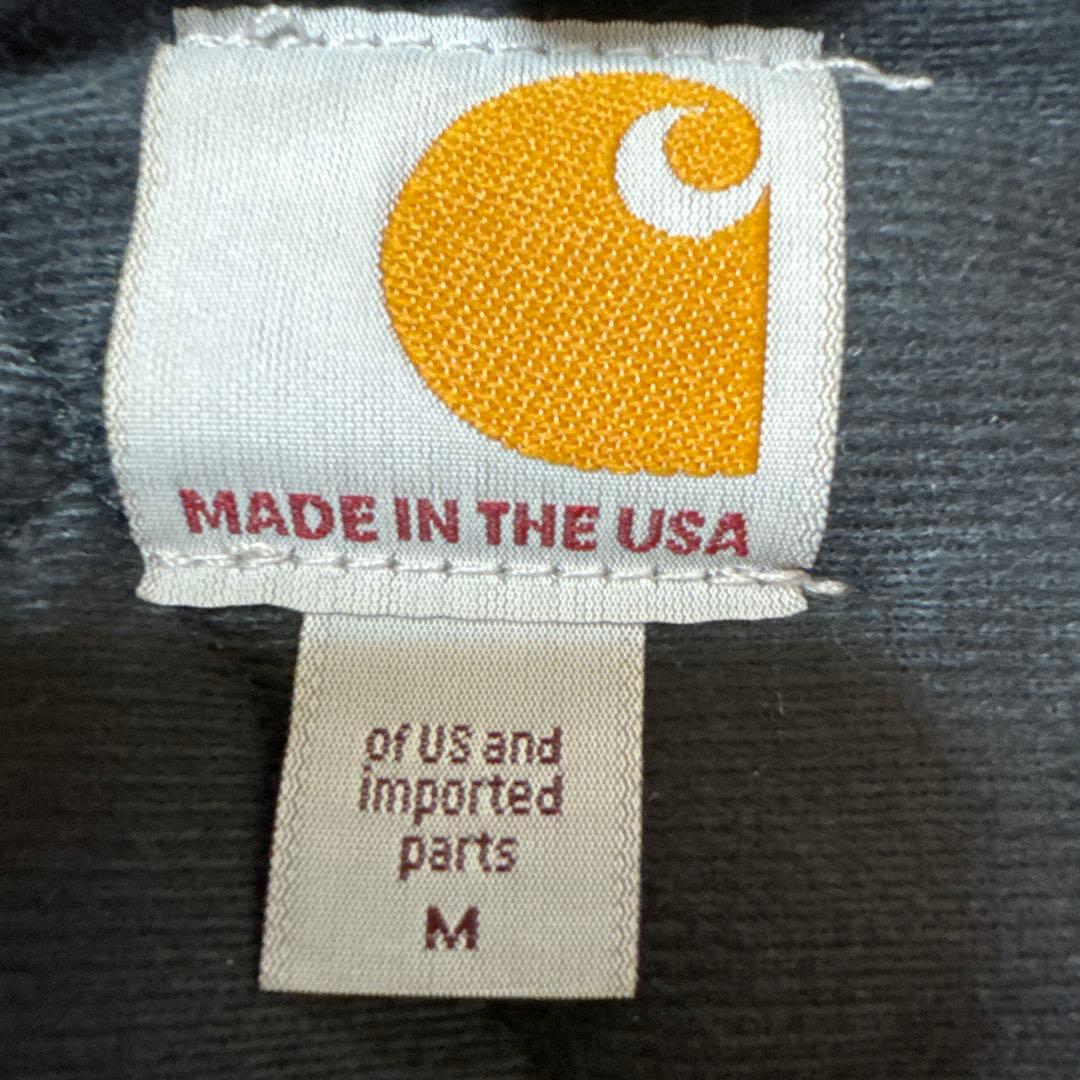 MADE IN THE USA
of US and
imported
parts
M